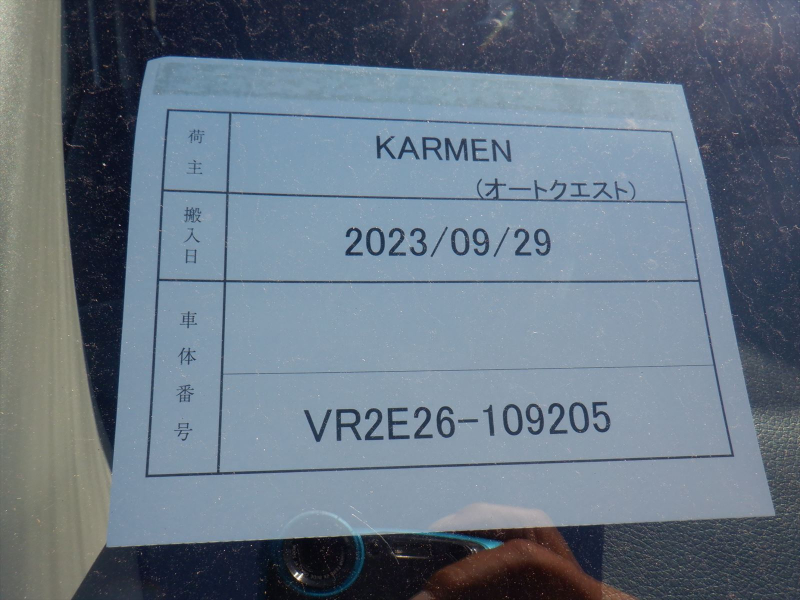 荷主
KARMEN
(オートクエスト)
搬入日
2023/09/29
車体番号
VR2E26-109205